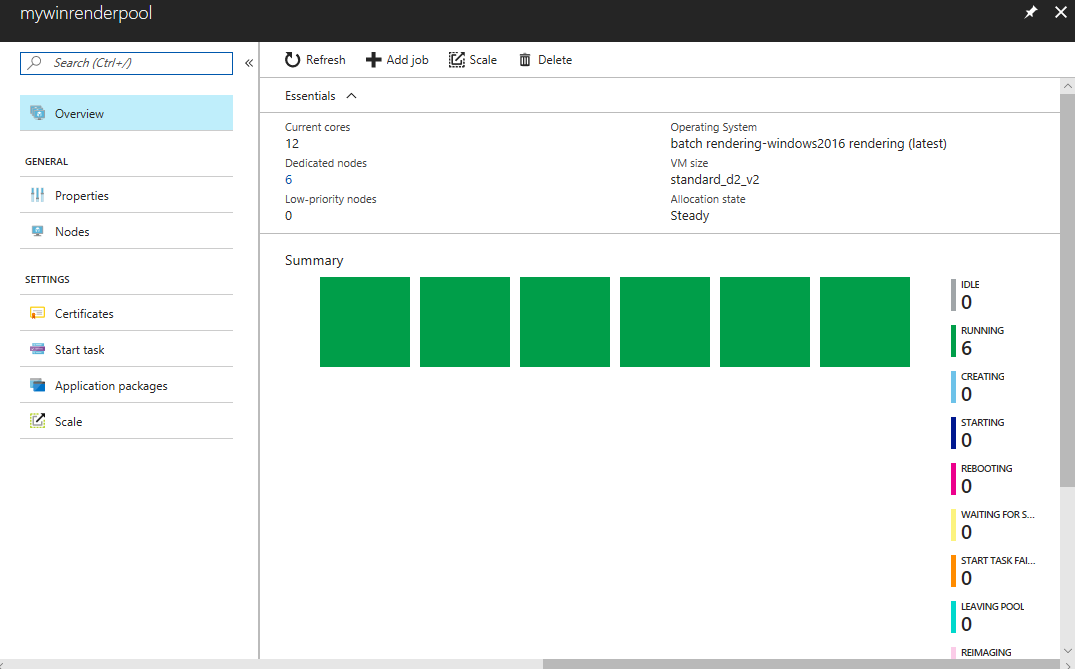 mywinrenderpool
Search (Ctrl+/)
Overview
GENERAL
Properties
Nodes
SETTINGS
Certificates
Start task
Application packages
Scale
Refresh
Add job
Scale
Delete
Essentials
Current cores
12
Dedicated nodes
6
Low-priority nodes
0
Operating System
batch rendering-windows2016 rendering (latest)
VM size
standard_d2_v2
Allocation state
Steady
Summary
IDLE
0
RUNNING
6
CREATING
0
STARTING
0
REBOOTING
0
WAITING FOR S...
0
START TASK FAI...
0
LEAVING POOL
0
REIMAGING